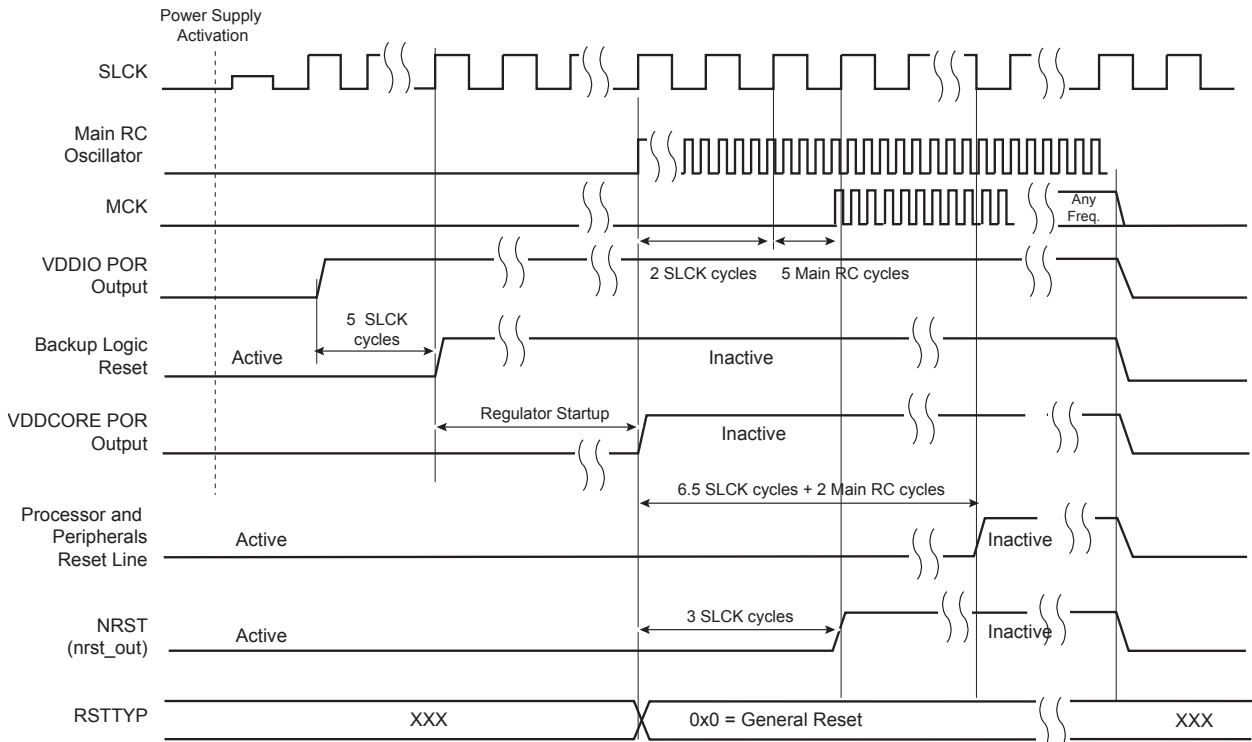 Power Supply
Activation
SLCK
Main RC
Oscillator
MCK
Any
Freq.
VDDIO POR
Output
2 SLCK cycles
5 Main RC cycles
5 SLCK
cycles
Backup Logic
Reset
Active
Inactive
VDDCORE POR
Output
Regulator Startup
Inactive
6.5 SLCK cycles + 2 Main RC cycles
Processor and
Peripherals
Reset Line
Active
Inactive
NRST
(nrst_out)
Active
3 SLCK cycles
Inactive
RSTTYP
XXX
0x0 = General Reset
XXX